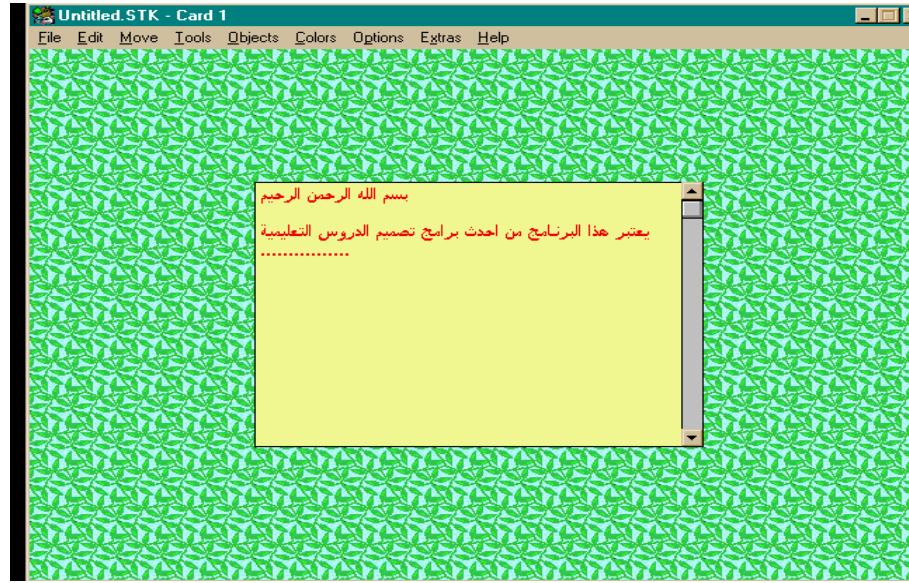 Untitled.STK - Card 1
File Edit Move Tools Objects Colors Options Extras Help
بسم الله الرحمن الرحيم
يعتبر هذا البرنامج من احدث برامج تصميم الدروس التعليمية
................